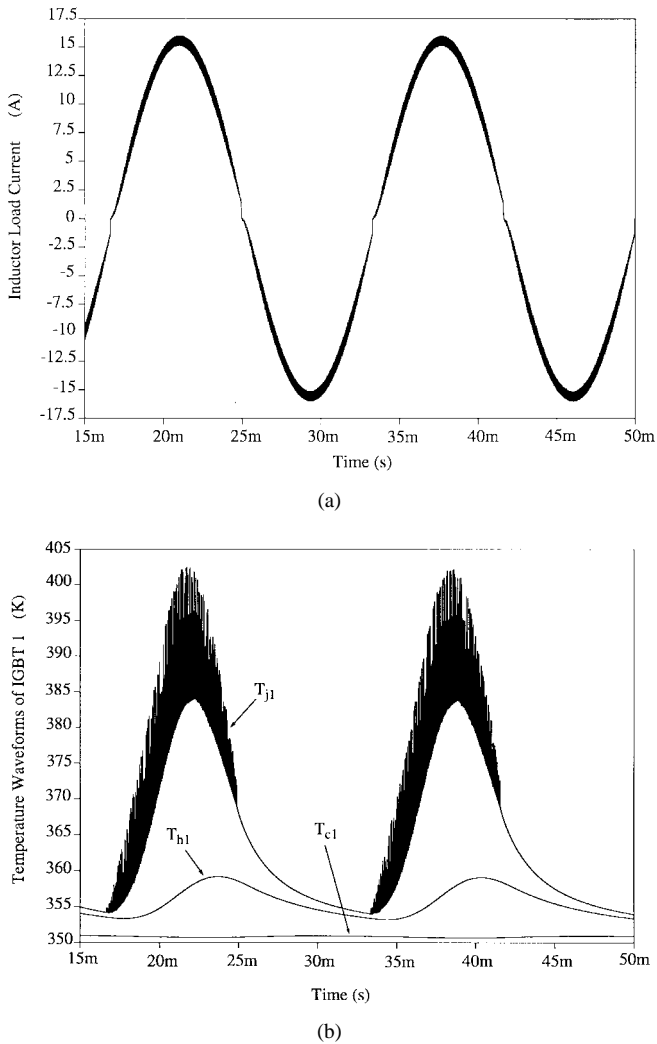 17.5
15
12.5
10
7.5
5
2.5
0
-2.5
-5
-7.5
-10
-12.5
-15
-17.5
Inductor Load Current (A)
15m 20m 25m 30m 35m 40m 45m 50m
Time (s)
(a)
405
400
395
390
385
380
375
370
365
360
355
350
Temperature Waveforms of IGBT 1 (K)
Tj1
Th1
Tc1
15m 20m 25m 30m 35m 40m 45m 50m
Time (s)
(b)